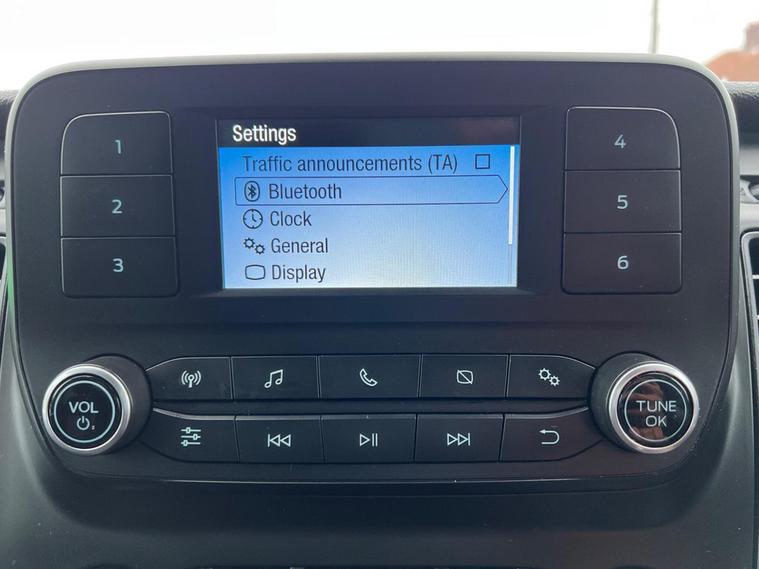 Settings
Traffic announcements (TA)
Bluetooth
Clock
General
Display
1
2
3
4
5
6
VOL
TUNE
OK